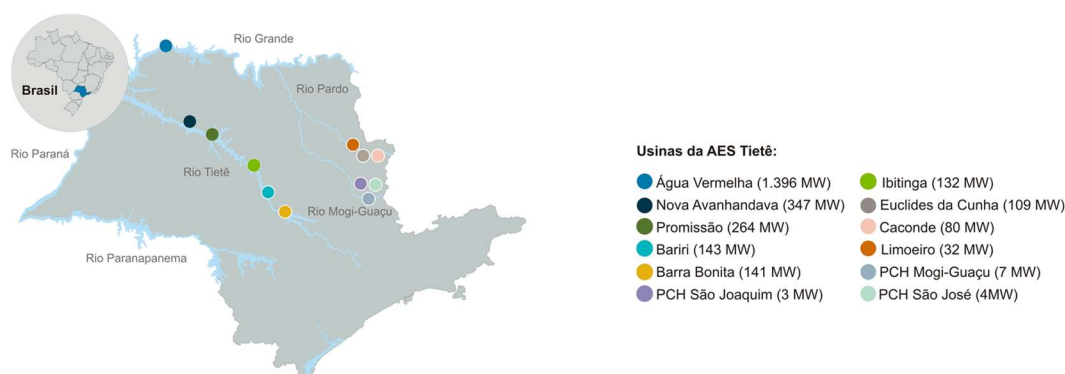 Rio Grande
Brasil
Rio Pardo
Rio Paraná
Rio Tietê
Rio Mogi-Guaçu
Rio Paranapanema
Usinas da AES Tietê:
Água Vermelha (1.396 MW)
Nova Avanhandava (347 MW)
Promissão (264 MW)
Bariri (143 MW)
Barra Bonita (141 MW)
PCH São Joaquim (3 MW)
Ibitinga (132 MW)
Euclides da Cunha (109 MW)
Caconde (80 MW)
Limoeiro (32 MW)
PCH Mogi-Guaçu (7 MW)
PCH São José (4MW)